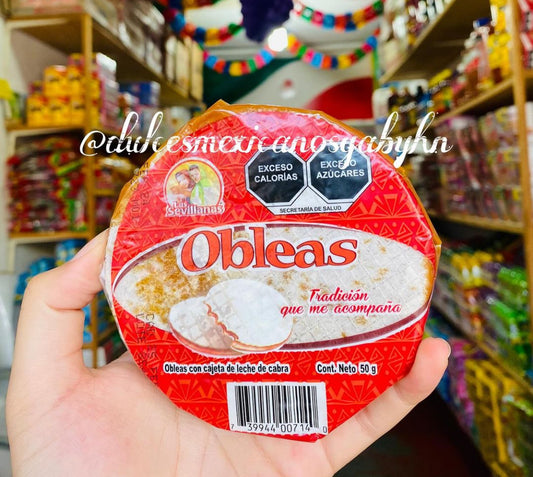 @dulcesmexicanosgabyhn
EXCESO
CALORÍAS
EXCESO
AZÚCARES
SECRETARÍA DE SALUD
Las
Sevillanas
Obleas
Tradición
que me acompaña
Obleas con cajeta de leche de cabra
Cont. Neto 50 g
7 39944 00714 0